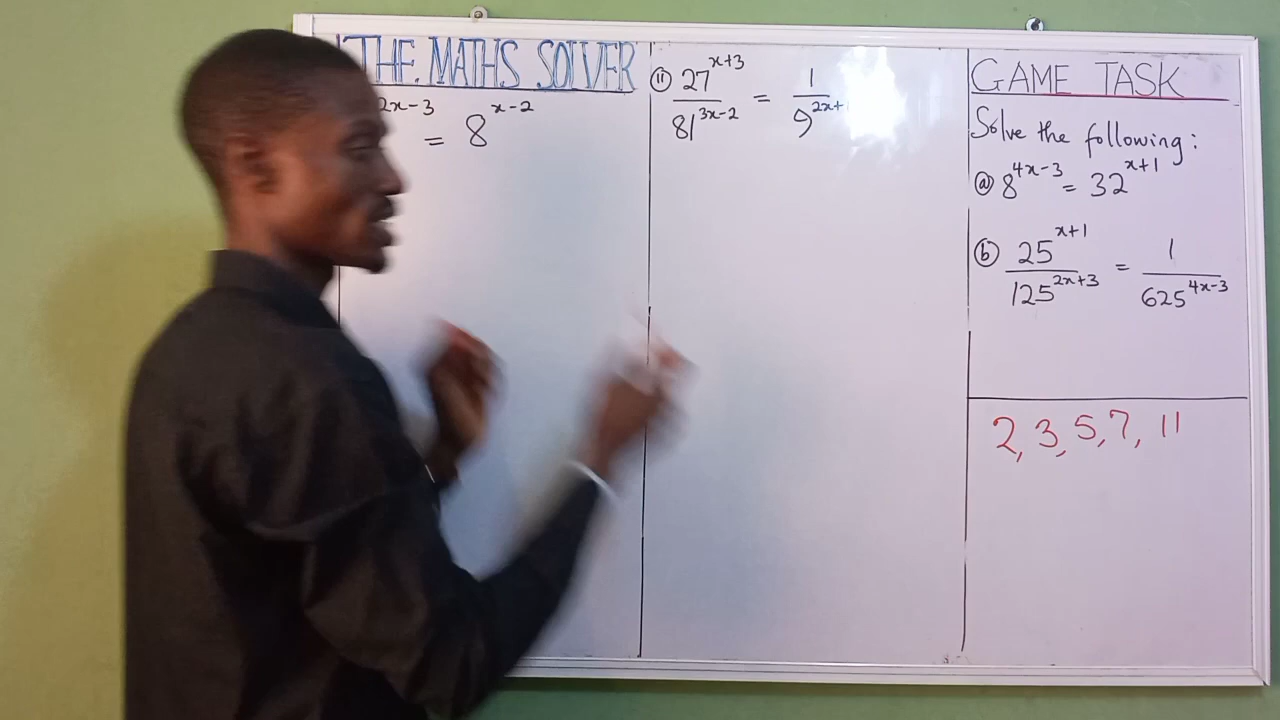 THE MATHS SOLVER
2x-3 = 8^{x-2}
(ii) 27^{x+3} / 81^{3x-2} = 1 / 9^{2x+
GAME TASK
Solve the following:
(a) 8^{4x-3} = 32^{x+1}
(b) 25^{x+1} / 125^{2x+3} = 1 / 625^{4x-3}
2, 3, 5, 7, 11